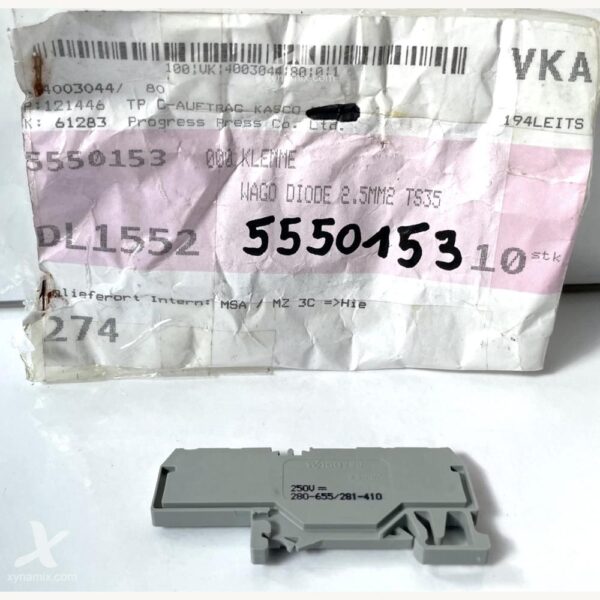 100|VK|4003044|80|0|1
VKA
4003044/ 80
P:121446 TP C-AUFTRAG KASCO
K: 61283 Progress Press Co. Ltd.
194LEITS
5550153 000 KLEMME
WAGO DIODE 2.5MM2 TS35
DL1552 5550153 10 stk
lieferort Intern: MSA / MZ 3C =>Hie
274
250V
280-655/281-410
X
xynamix.com